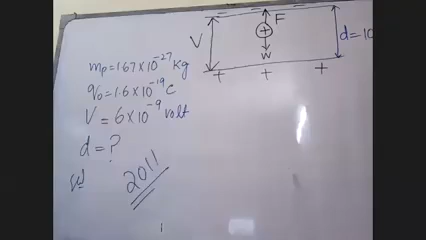 − − − −
F
V
+
d=10
W
+ + +
mp=1.67×10⁻²⁷ Kg
q₀=1.6×10⁻¹⁹ C
V = 6×10⁻⁹ volt
d = ?
2011